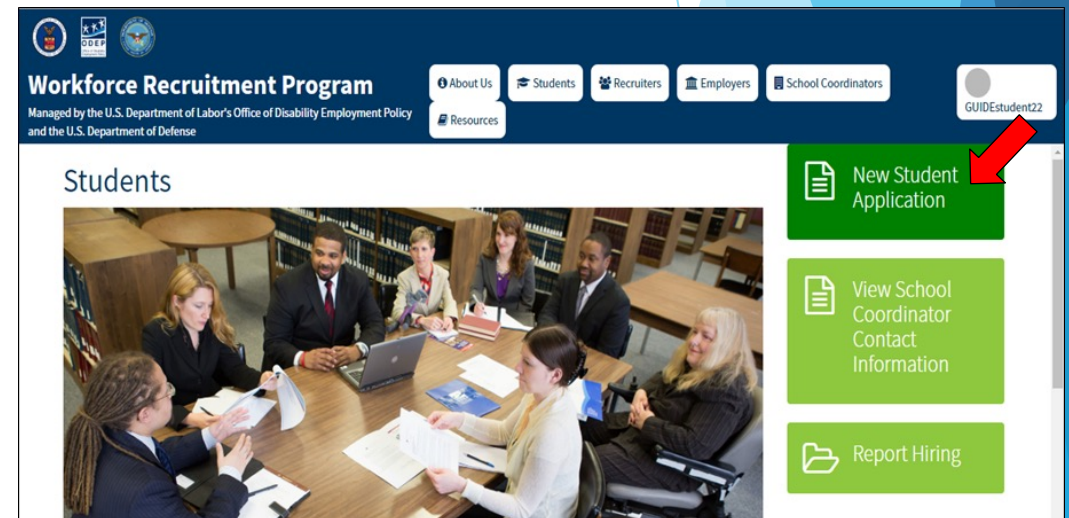 ODEP
Workforce Recruitment Program
Managed by the U.S. Department of Labor's Office of Disability Employment Policy
and the U.S. Department of Defense
About Us
Students
Recruiters
Employers
School Coordinators
Resources
GUIDEstudent22
Students
New Student
Application
View School
Coordinator
Contact
Information
Report Hiring